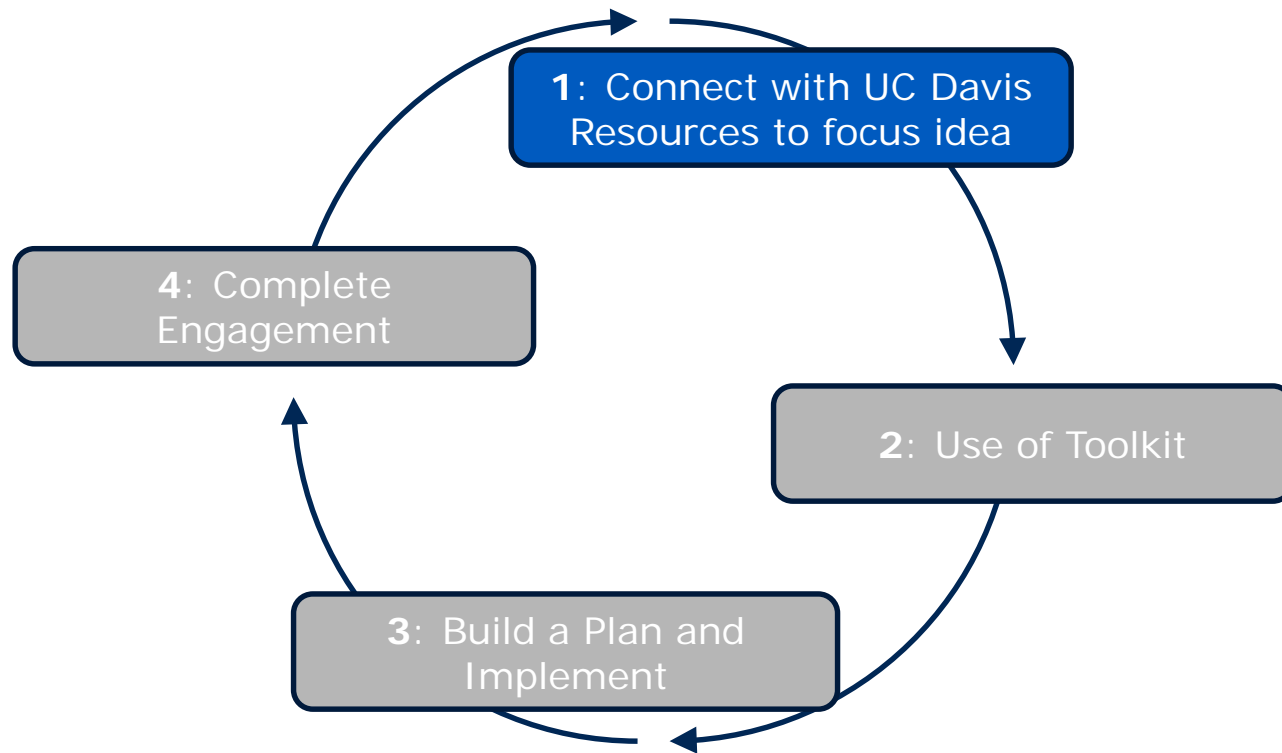 1: Connect with UC Davis
Resources to focus idea
2: Use of Toolkit
3: Build a Plan and
Implement
4: Complete
Engagement